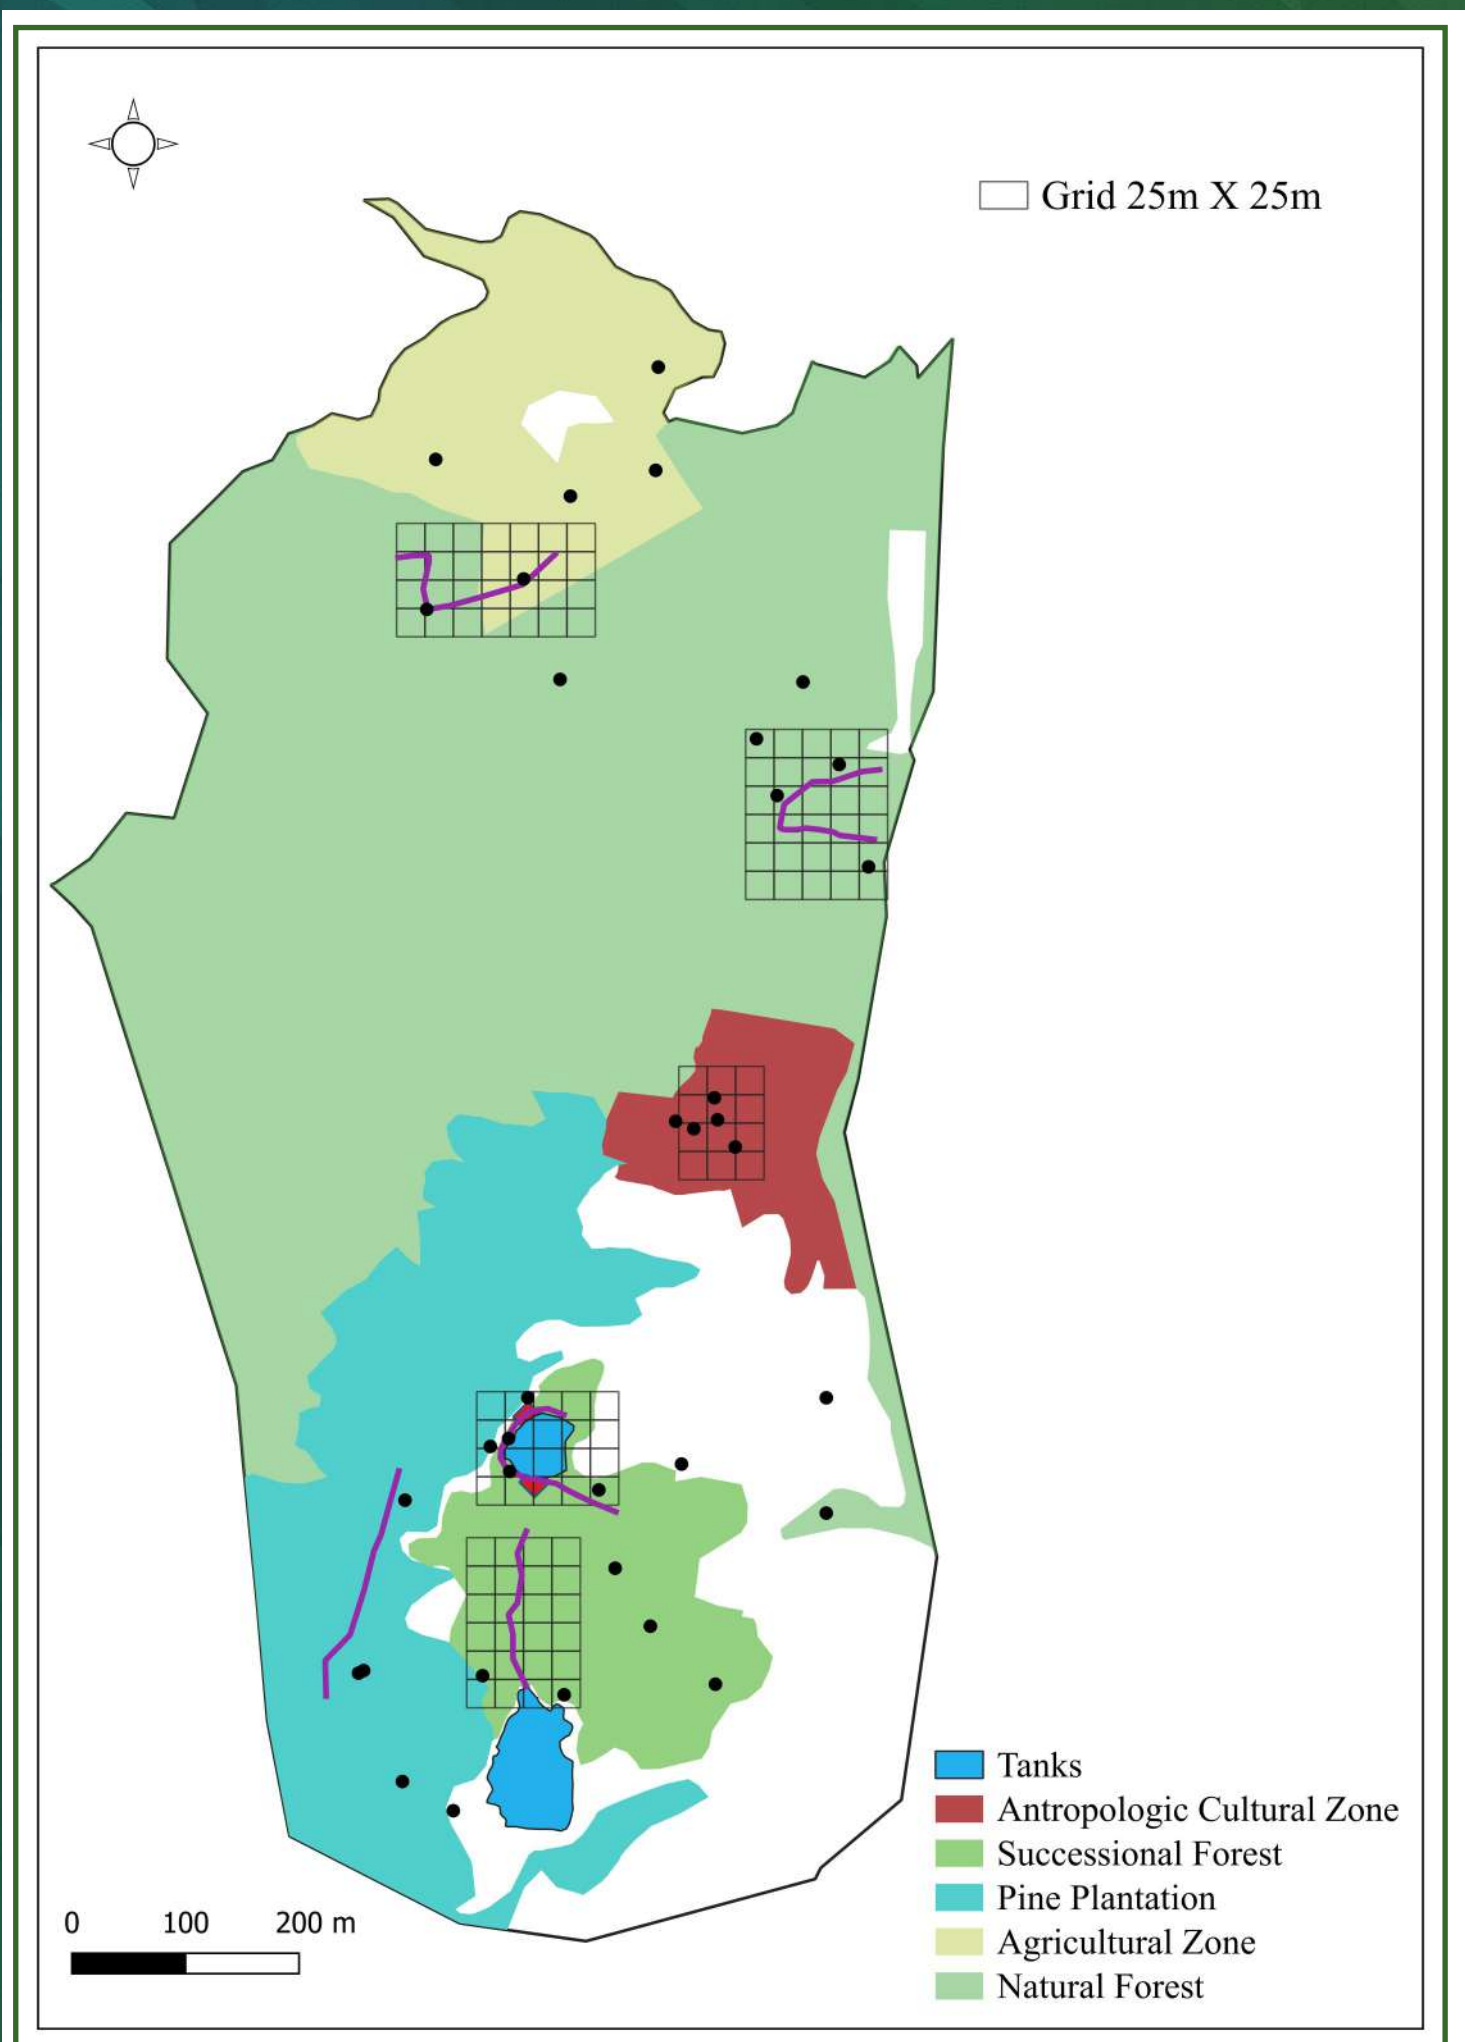 Grid 25m X 25m
Tanks
Antropologic Cultural Zone
Successional Forest
Pine Plantation
Agricultural Zone
Natural Forest
0 100 200 m